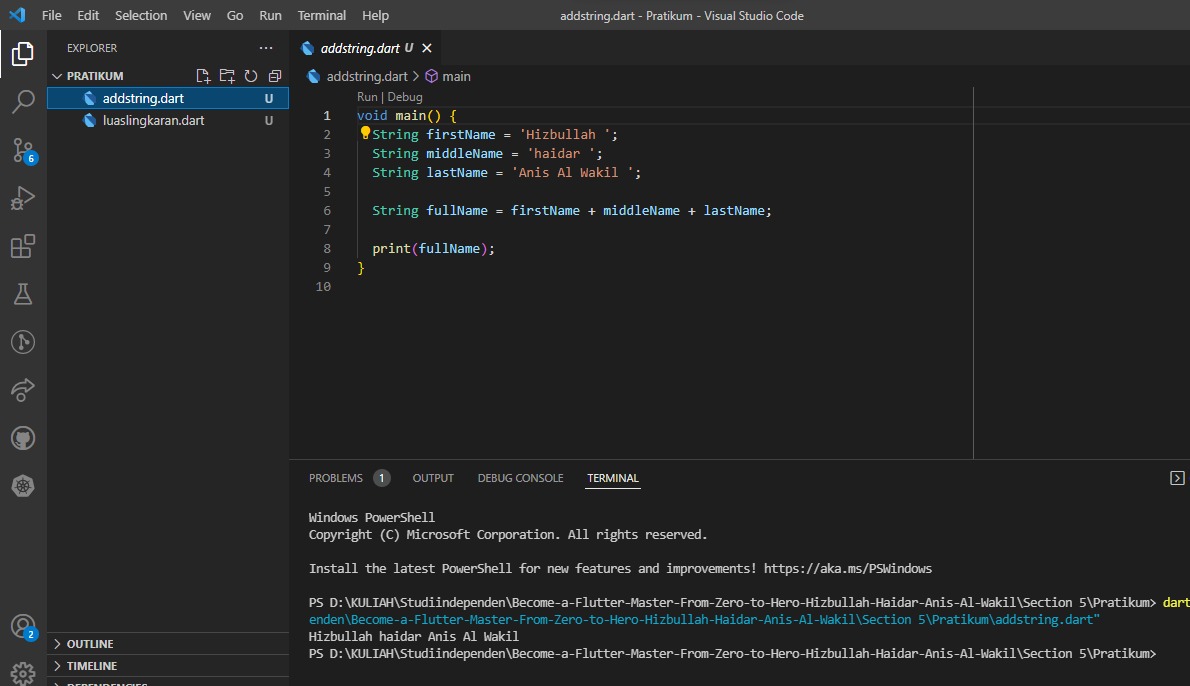 File Edit Selection View Go Run Terminal Help addstring.dart - Pratikum - Visual Studio Code
EXPLORER
PRATIKUM
addstring.dart U
luaslingkaran.dart U
6
2
OUTLINE
TIMELINE
DEPENDENCIES
addstring.dart U
addstring.dart > main
Run | Debug
1 void main() {
2 String firstName = 'Hizbullah ';
3 String middleName = 'haidar ';
4 String lastName = 'Anis Al Wakil ';
5
6 String fullName = firstName + middleName + lastName;
7
8 print(fullName);
9 }
10
PROBLEMS 1 OUTPUT DEBUG CONSOLE TERMINAL
Windows PowerShell
Copyright (C) Microsoft Corporation. All rights reserved.
Install the latest PowerShell for new features and improvements! https://aka.ms/PSWindows
PS D:\KULIAH\Studiindependen\Become-a-Flutter-Master-From-Zero-to-Hero-Hizbullah-Haidar-Anis-Al-Wakil\Section 5\Pratikum> dart
enden\Become-a-Flutter-Master-From-Zero-to-Hero-Hizbullah-Haidar-Anis-Al-Wakil\Section 5\Pratikum\addstring.dart"
Hizbullah haidar Anis Al Wakil
PS D:\KULIAH\Studiindependen\Become-a-Flutter-Master-From-Zero-to-Hero-Hizbullah-Haidar-Anis-Al-Wakil\Section 5\Pratikum>